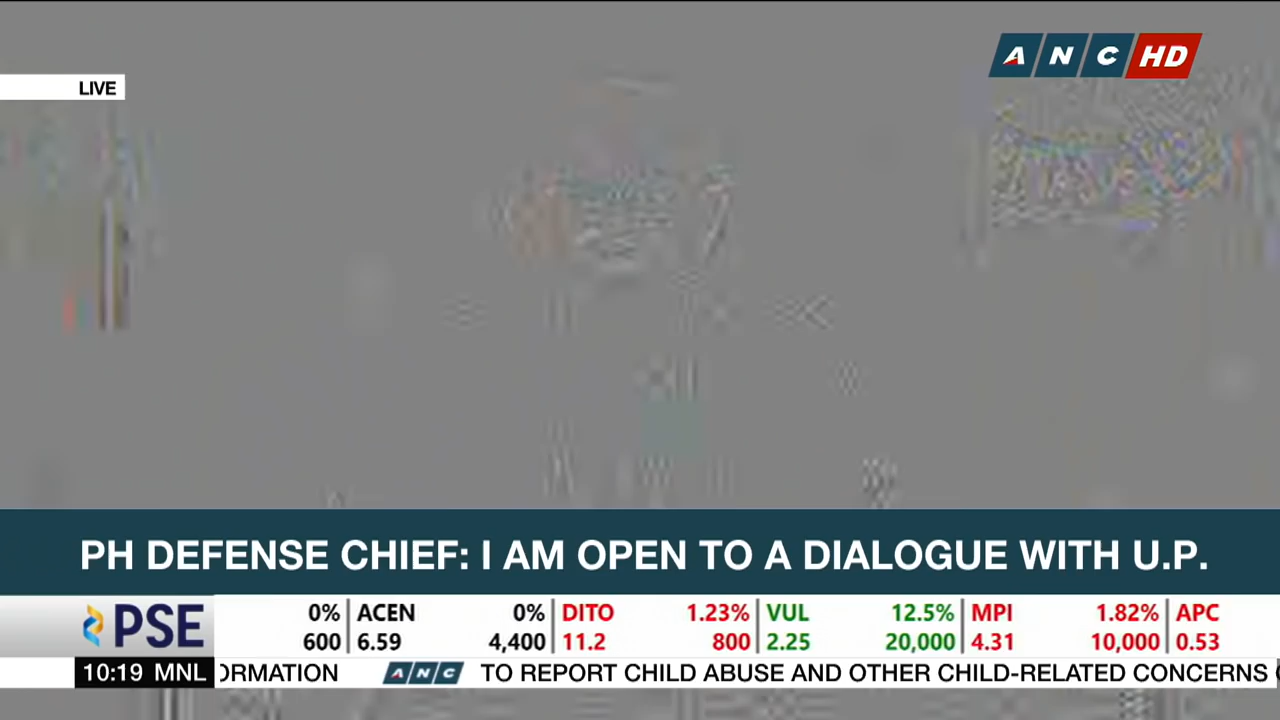 ANC HD
LIVE
PH DEFENSE CHIEF: I AM OPEN TO A DIALOGUE WITH U.P.
PSE
0% ACEN 0% DITO 1.23% VUL 12.5% MPI 1.82% APC
600 6.59 4,400 11.2 800 2.25 20,000 4.31 10,000 0.53
10:19 MNL ORMATION ANC TO REPORT CHILD ABUSE AND OTHER CHILD-RELATED CONCERNS